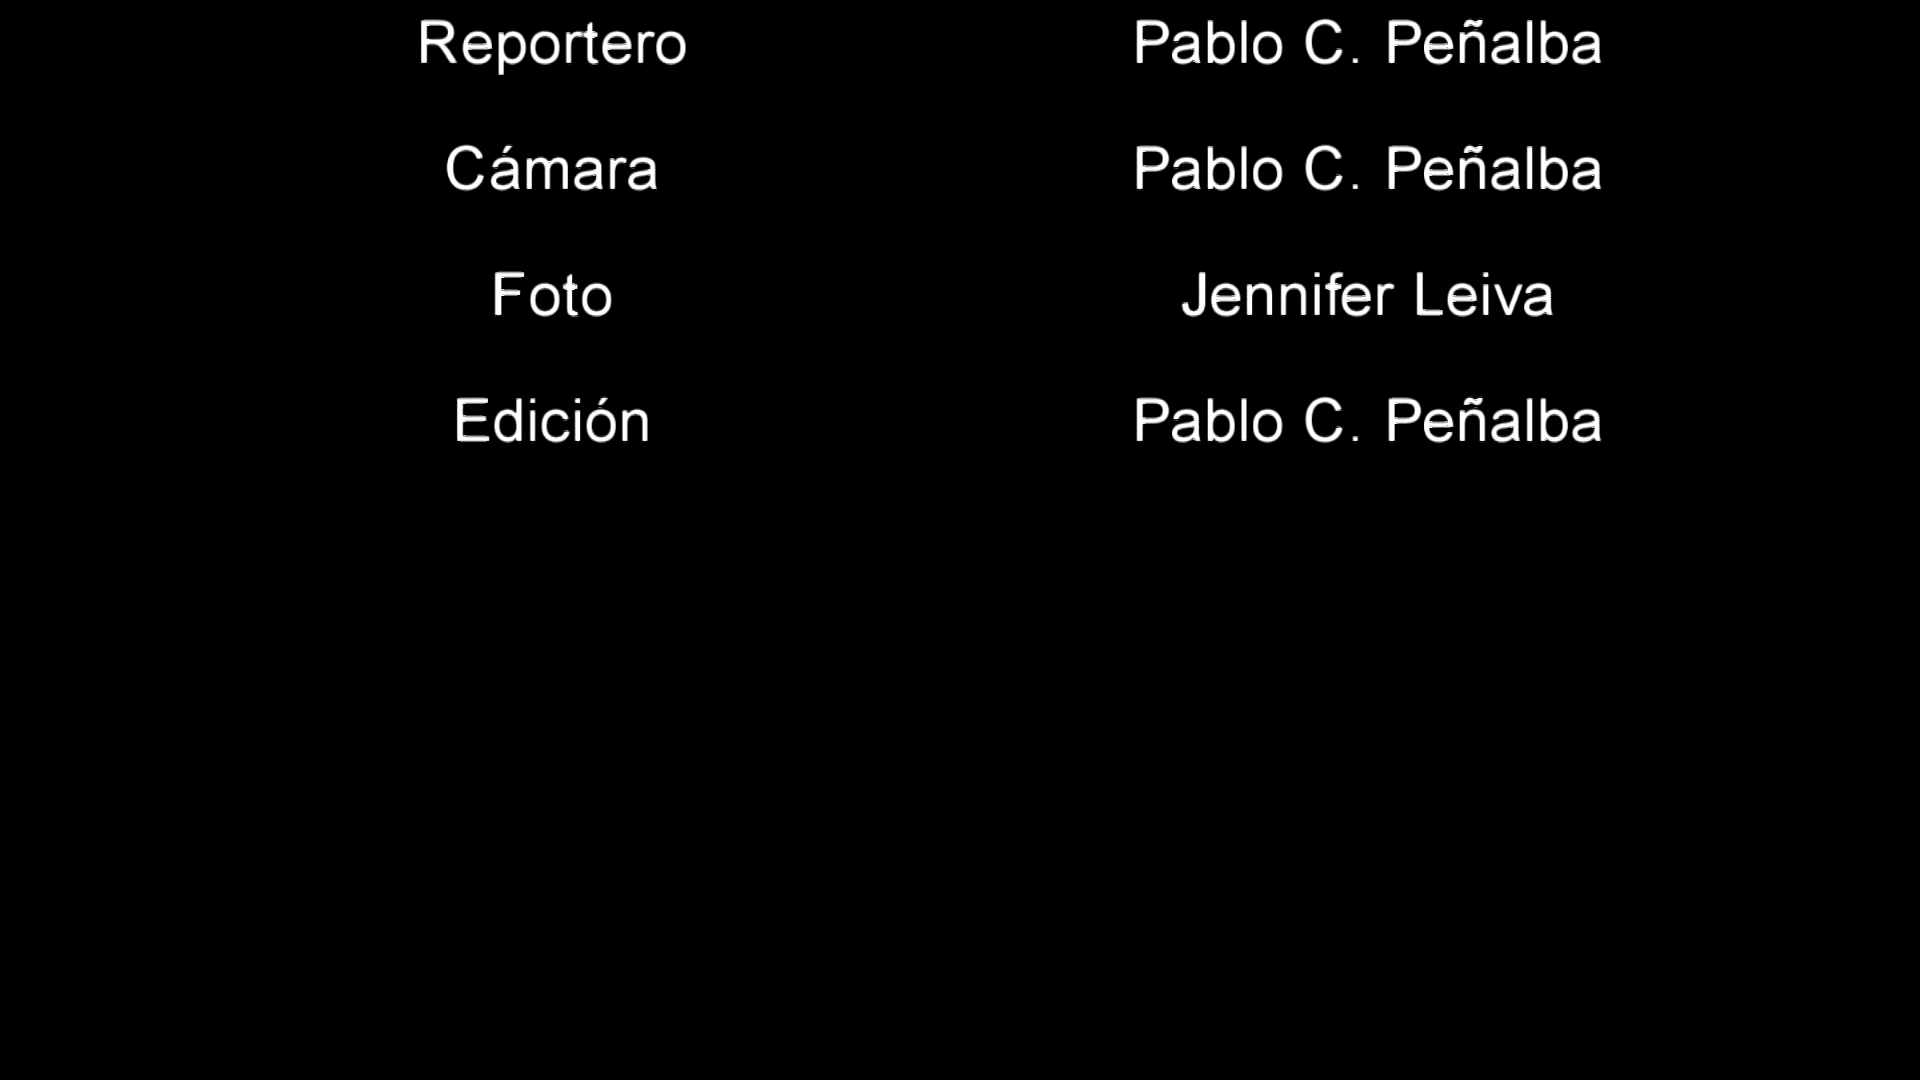 Reportero Pablo C. Peñalba
Cámara Pablo C. Peñalba
Foto Jennifer Leiva
Edición Pablo C. Peñalba